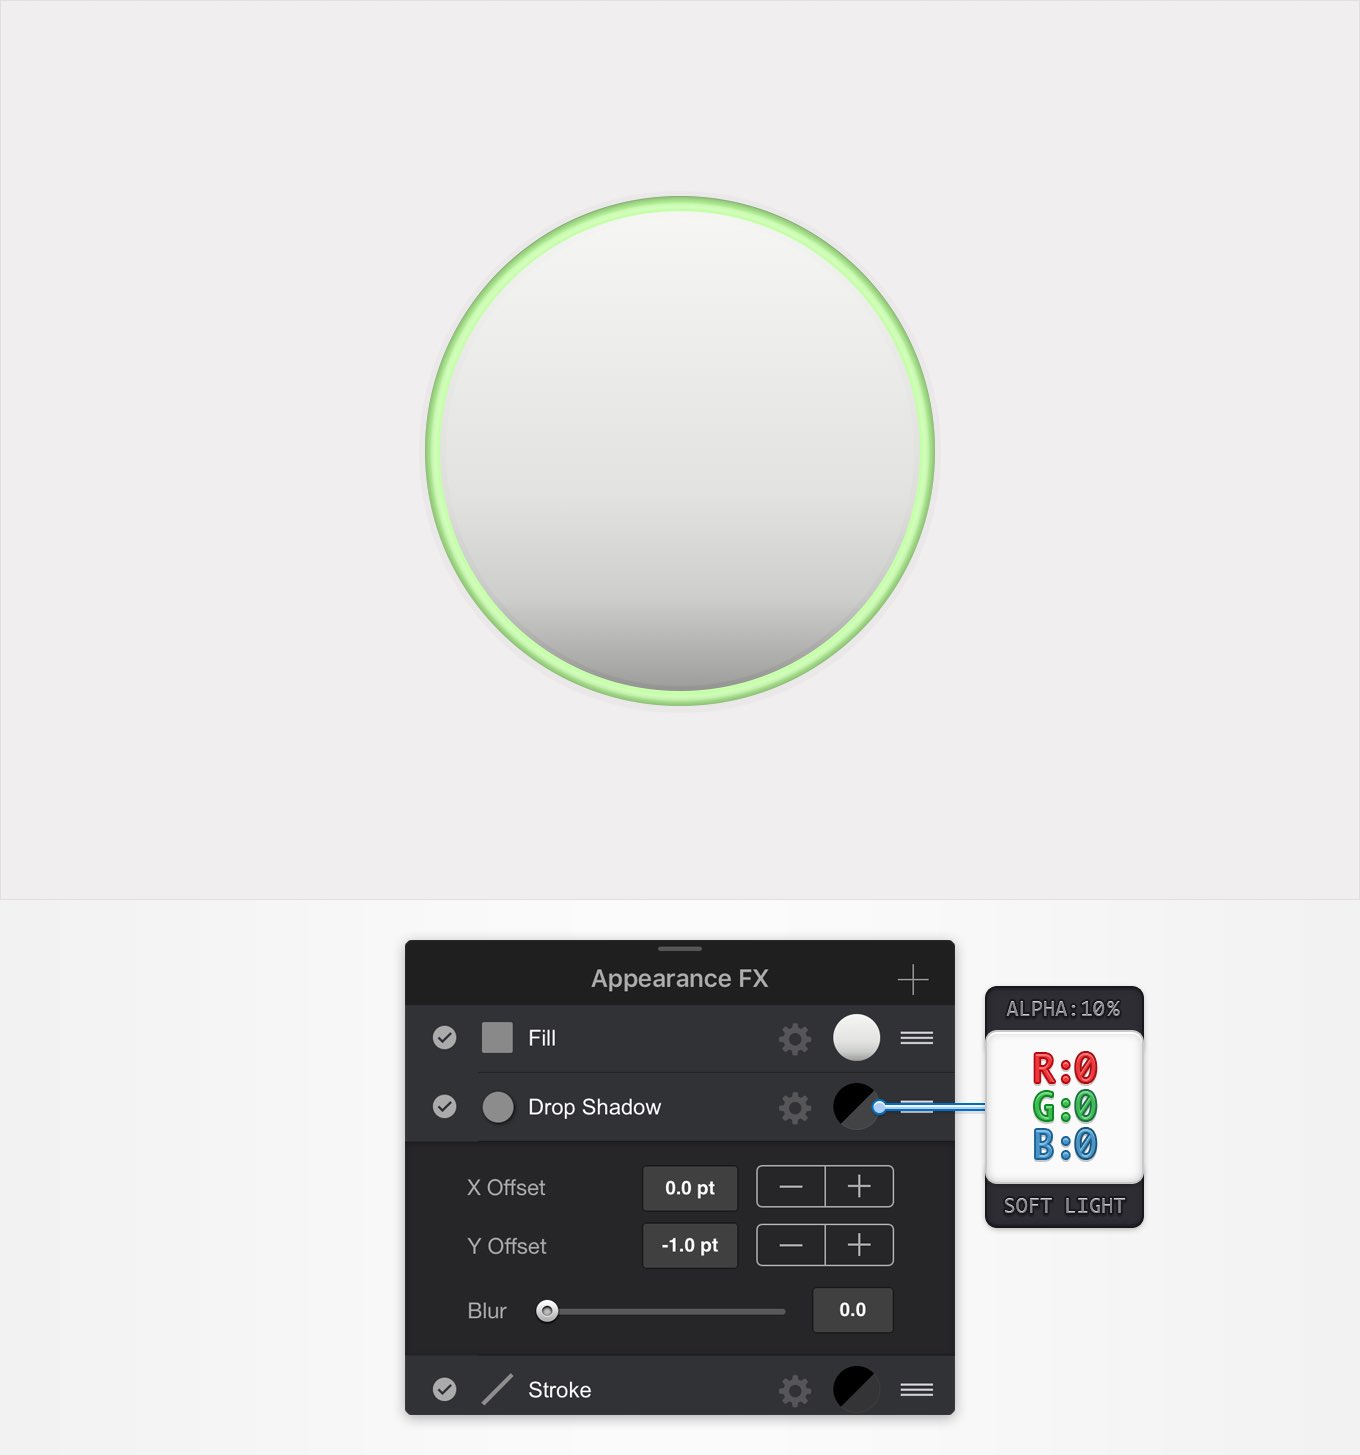 Appearance FX
Fill
Drop Shadow
X Offset 0.0 pt
Y Offset -1.0 pt
Blur 0.0
Stroke
ALPHA:10%
R:0
G:0
B:0
SOFT LIGHT